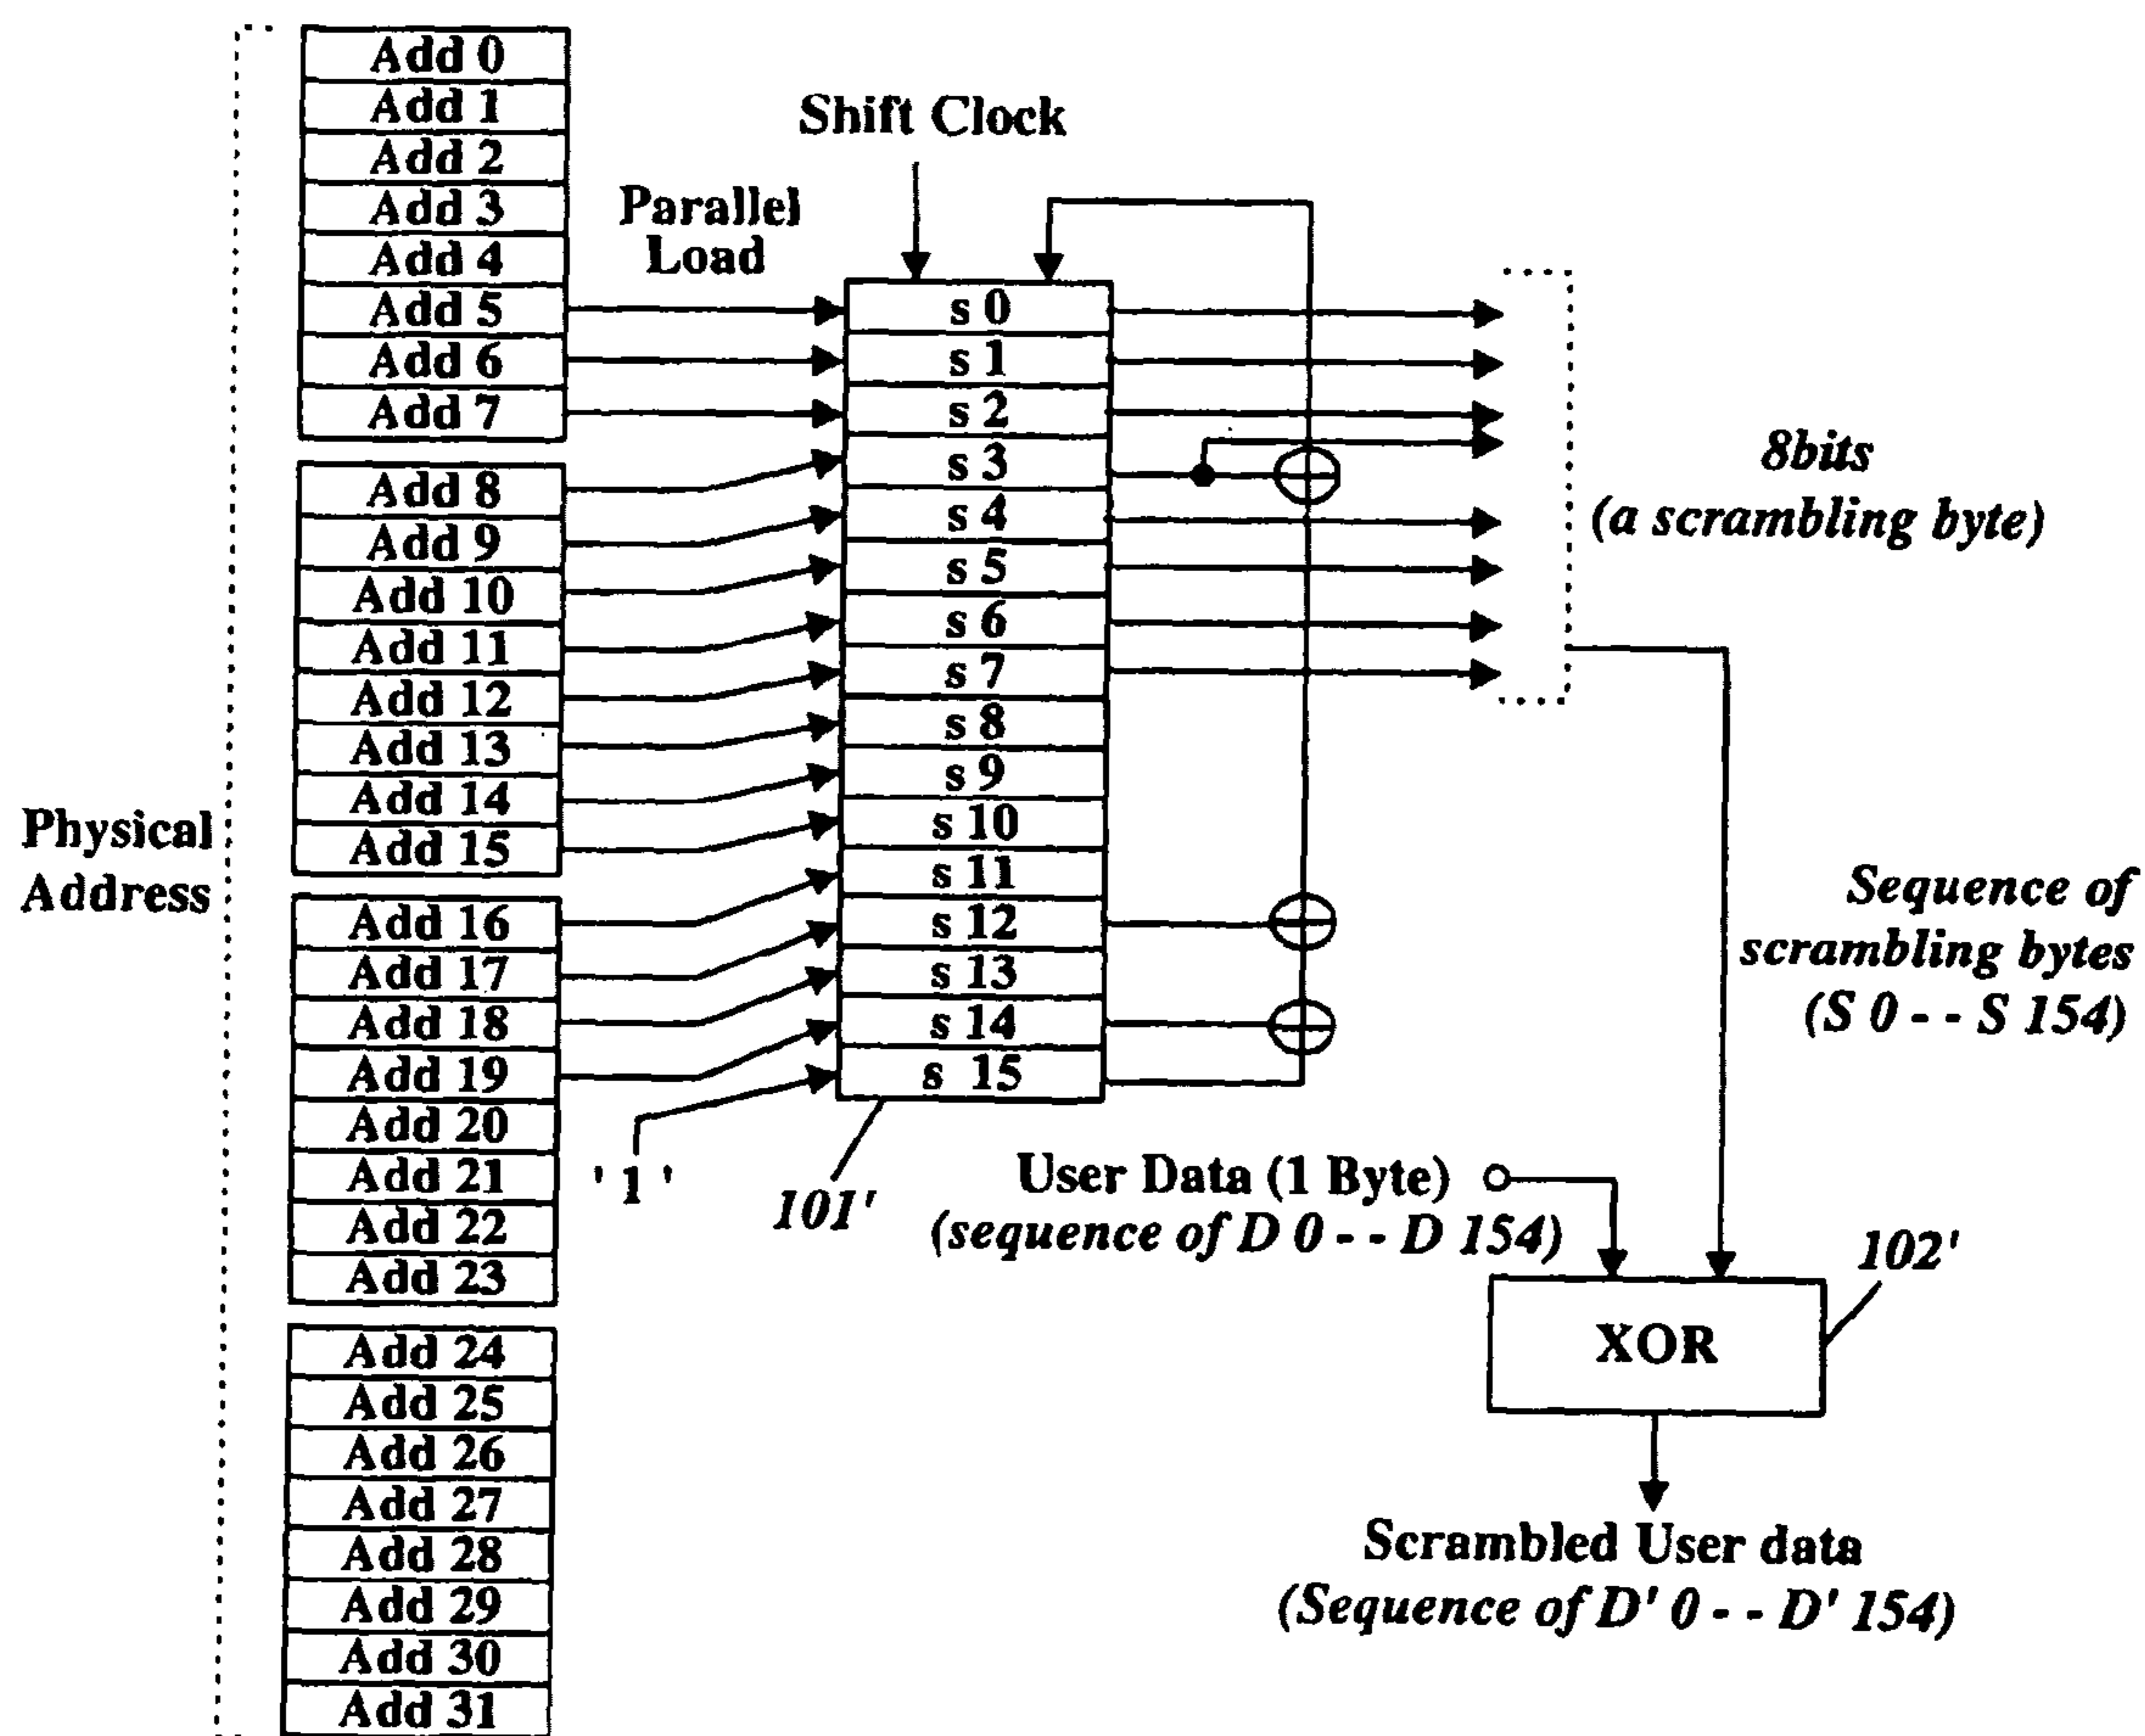 Add 0
Add 1
Add 2
Add 3
Add 4
Add 5
Add 6
Add 7
Add 8
Add 9
Add 10
Add 11
Add 12
Add 13
Add 14
Add 15
Add 16
Add 17
Add 18
Add 19
Add 20
Add 21
Add 22
Add 23
Add 24
Add 25
Add 26
Add 27
Add 28
Add 29
Add 30
Add 31
Physical
Address
Parallel
Load
Shift Clock
s 0
s 1
s 2
s 3
s 4
s 5
s 6
s 7
s 8
s 9
s 10
s 11
s 12
s 13
s 14
s 15
' 1 '
101'
8bits
(a scrambling byte)
Sequence of
scrambling bytes
(S 0 - - S 154)
User Data (1 Byte)
(sequence of D 0 - - D 154)
102'
XOR
Scrambled User data
(Sequence of D' 0 - - D' 154)